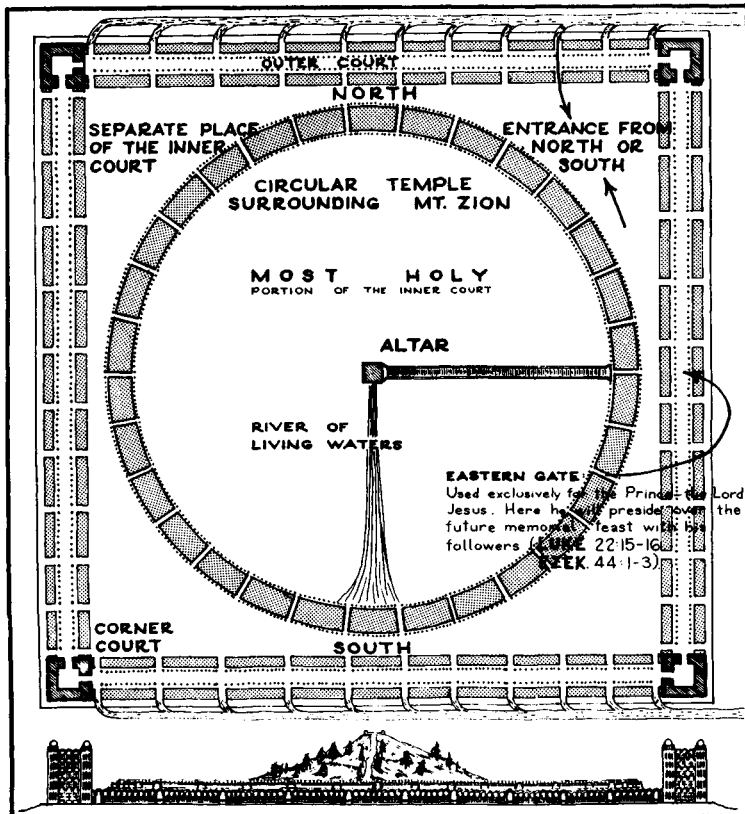 OUTER COURT
NORTH
SEPARATE PLACE
OF THE INNER
COURT
ENTRANCE FROM
NORTH OR
SOUTH
CIRCULAR TEMPLE
SURROUNDING MT. ZION
MOST HOLY
PORTION OF THE INNER COURT
ALTAR
RIVER OF
LIVING WATERS
EASTERN GATE:
Used exclusively for the Prince—the Lord
Jesus. Here he will preside over the
future memorial feast with his
followers (LUKE 22:15-16
EZEK. 44:1-3)
CORNER
COURT
SOUTH